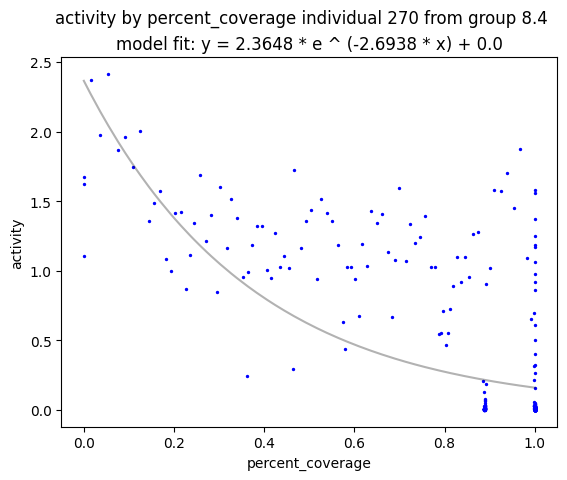 activity by percent_coverage individual 270 from group 8.4
model fit: y = 2.3648 * e ^ (-2.6938 * x) + 0.0
2.5
2.0
1.5
1.0
0.5
0.0
activity
0.0 0.2 0.4 0.6 0.8 1.0
percent_coverage